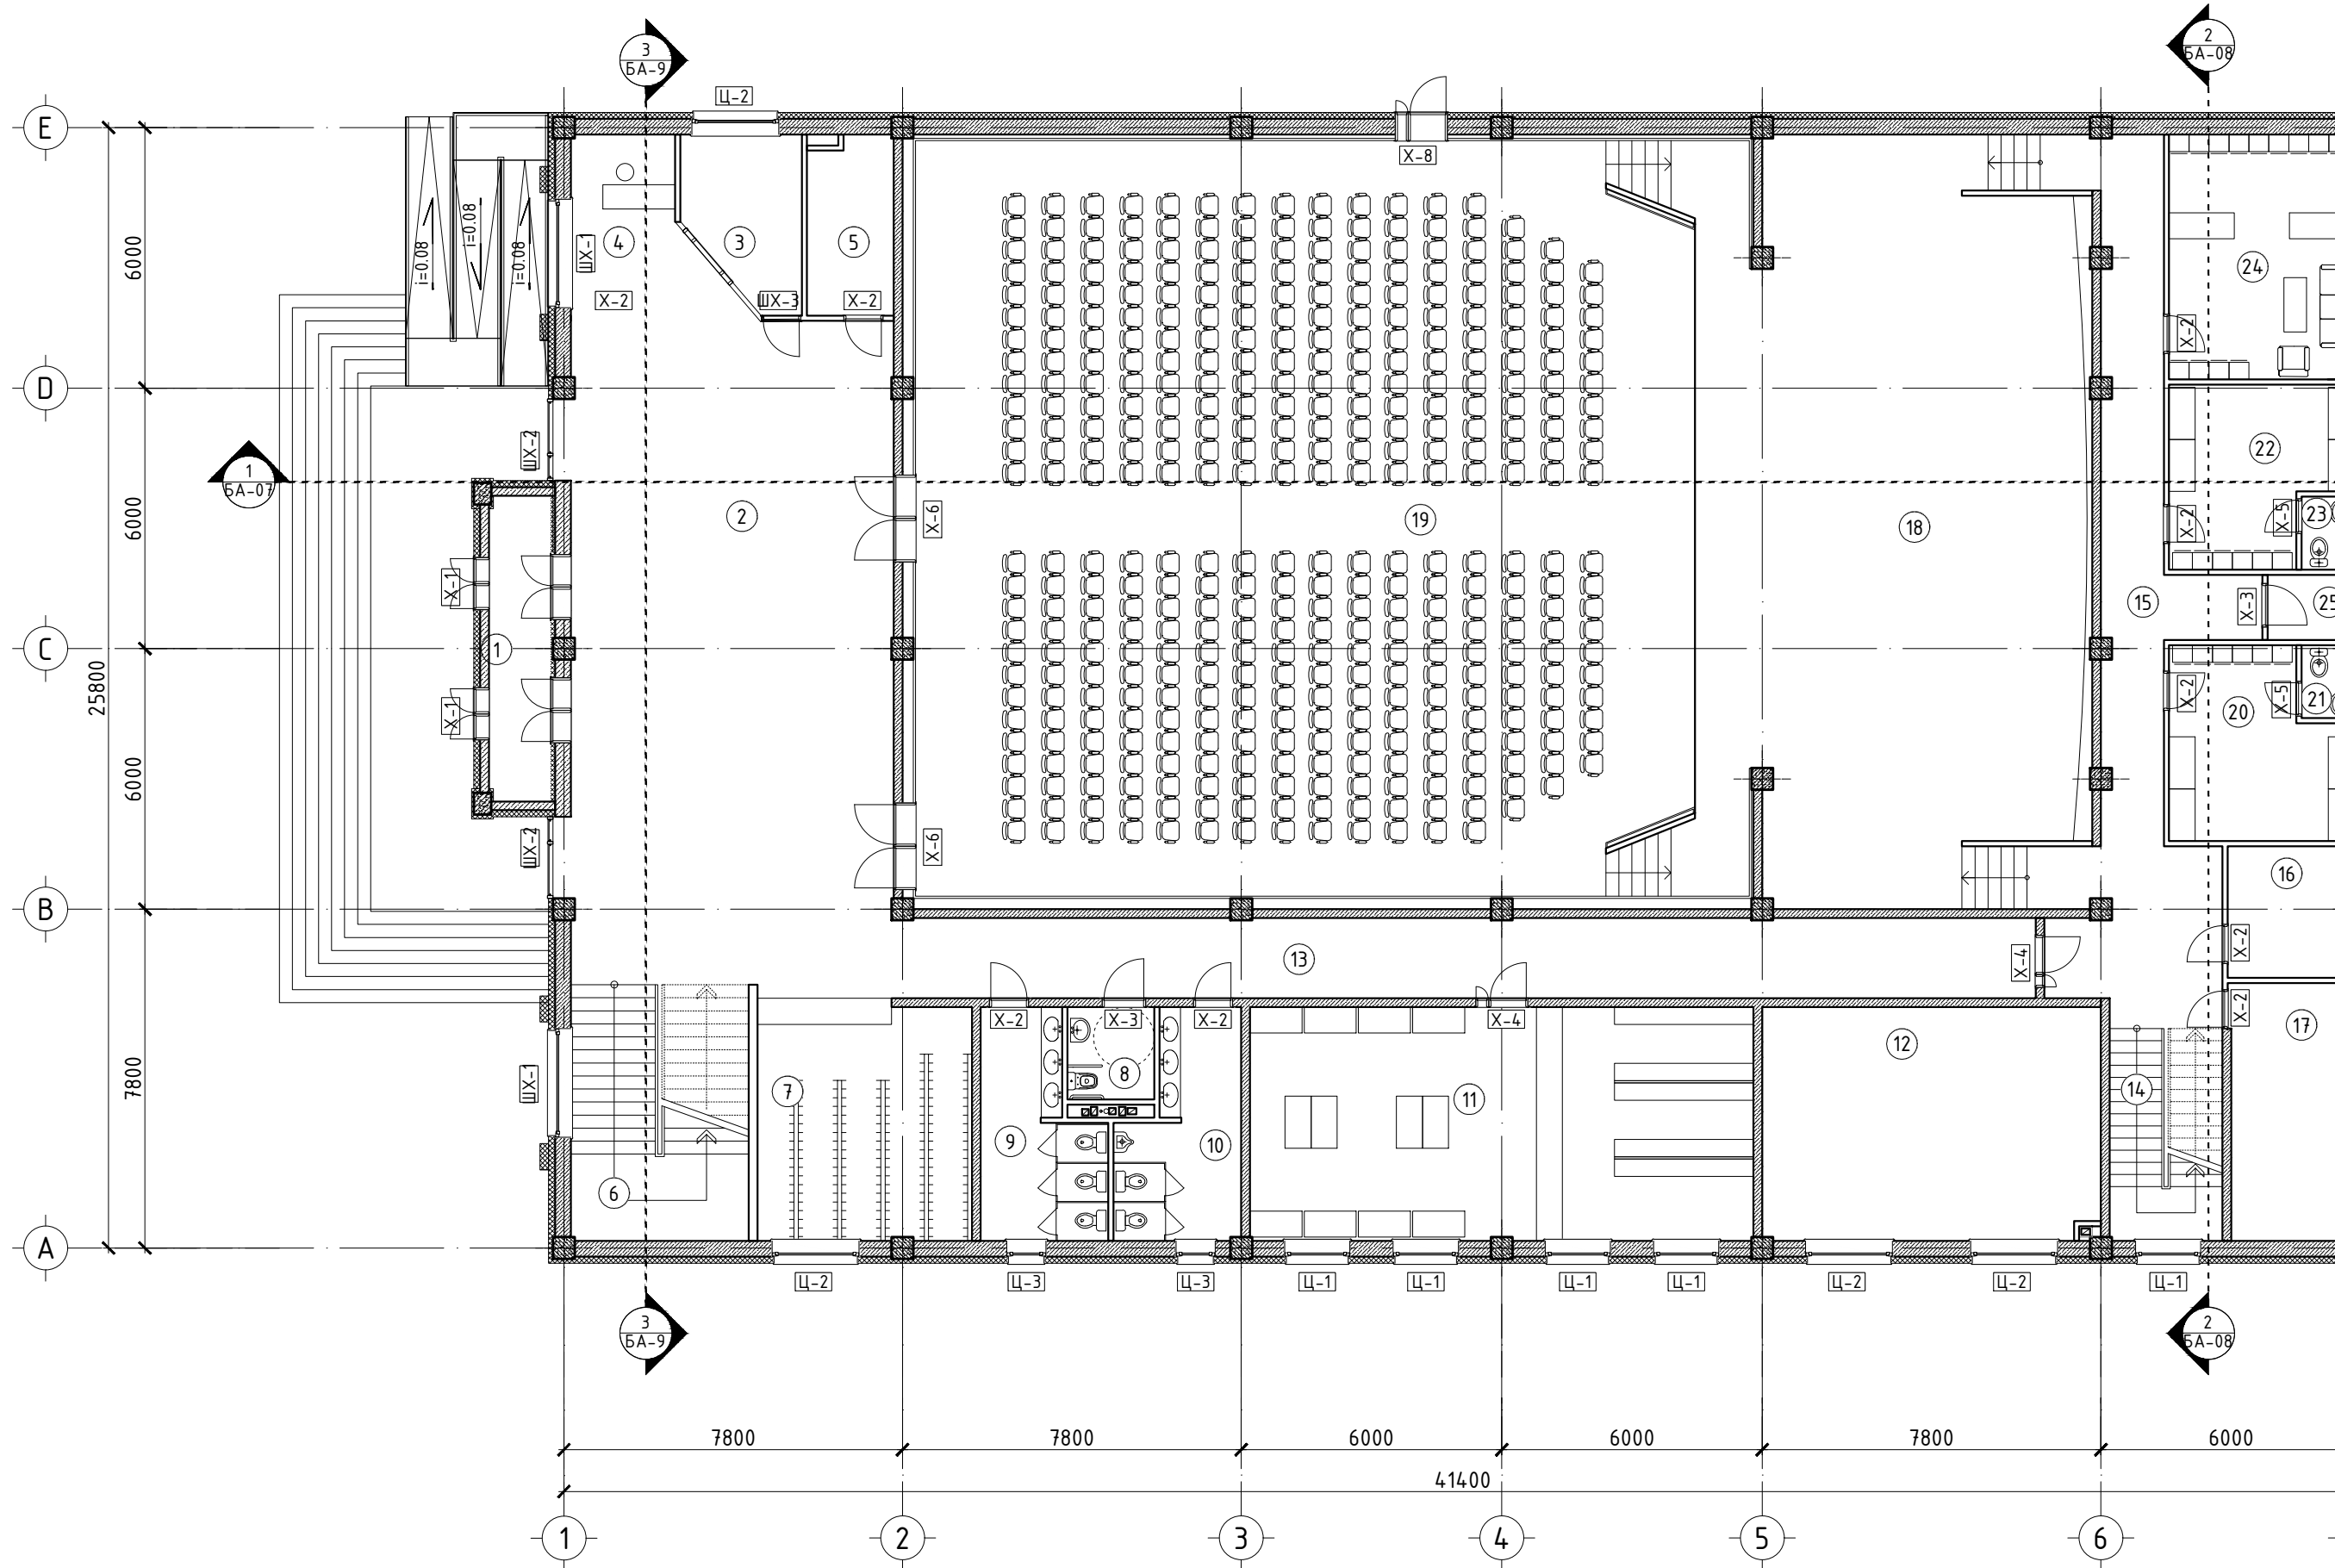 3
БА-9
2
БА-08
Ц-2
E
X-8
i=0.08
i=0.08
i=0.08
6000
ШХ-1
4
3
5
24
X-2
ШХ-3
X-2
X-2
D
ШХ-2
22
1
БА-07
6000
2
X-6
19
18
X-2
X-5
23
X-1
15
X-3
25
C
1
25800
X-1
X-2
X-5
21
20
6000
ШХ-2
X-6
16
B
13
X-4
X-2
X-2
X-3
X-2
X-4
X-2
17
12
7800
ШХ-1
7
8
11
14
9
10
6
A
Ц-2
Ц-3
Ц-3
Ц-1
Ц-1
Ц-1
Ц-1
Ц-2
Ц-2
Ц-1
3
БА-9
2
БА-08
7800
7800
6000
6000
7800
6000
41400
1
2
3
4
5
6